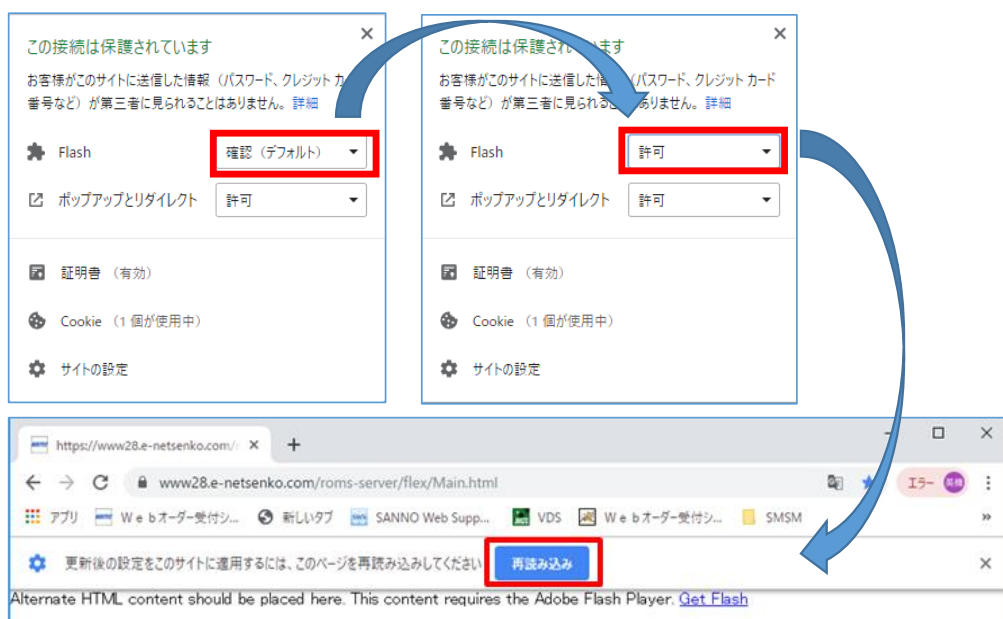 この接続は保護されています
お客様がこのサイトに送信した情報（パスワード、クレジット カ
番号など）が第三者に見られることはありません。詳細
Flash
確認（デフォルト）
ポップアップとリダイレクト
許可
証明書（有効）
Cookie（1 個が使用中）
サイトの設定
この接続は保護されています
お客様がこのサイトに送信した情（パスワード、クレジット カード
番号など）が第三者に見られることはありません。詳細
Flash
許可
ポップアップとリダイレクト
許可
証明書（有効）
Cookie（1 個が使用中）
サイトの設定
https://www28.e-netsenko.com/
www28.e-netsenko.com/roms-server/flex/Main.html
エラー
アプリ Ｗｅｂオーダー受付シ... 新しいタブ SANNO Web Supp... VDS Ｗｅｂオーダー受付シ... SMSM »
更新後の設定をこのサイトに適用するには、このページを再読み込みしてください 再読み込み
Alternate HTML content should be placed here. This content requires the Adobe Flash Player. Get Flash